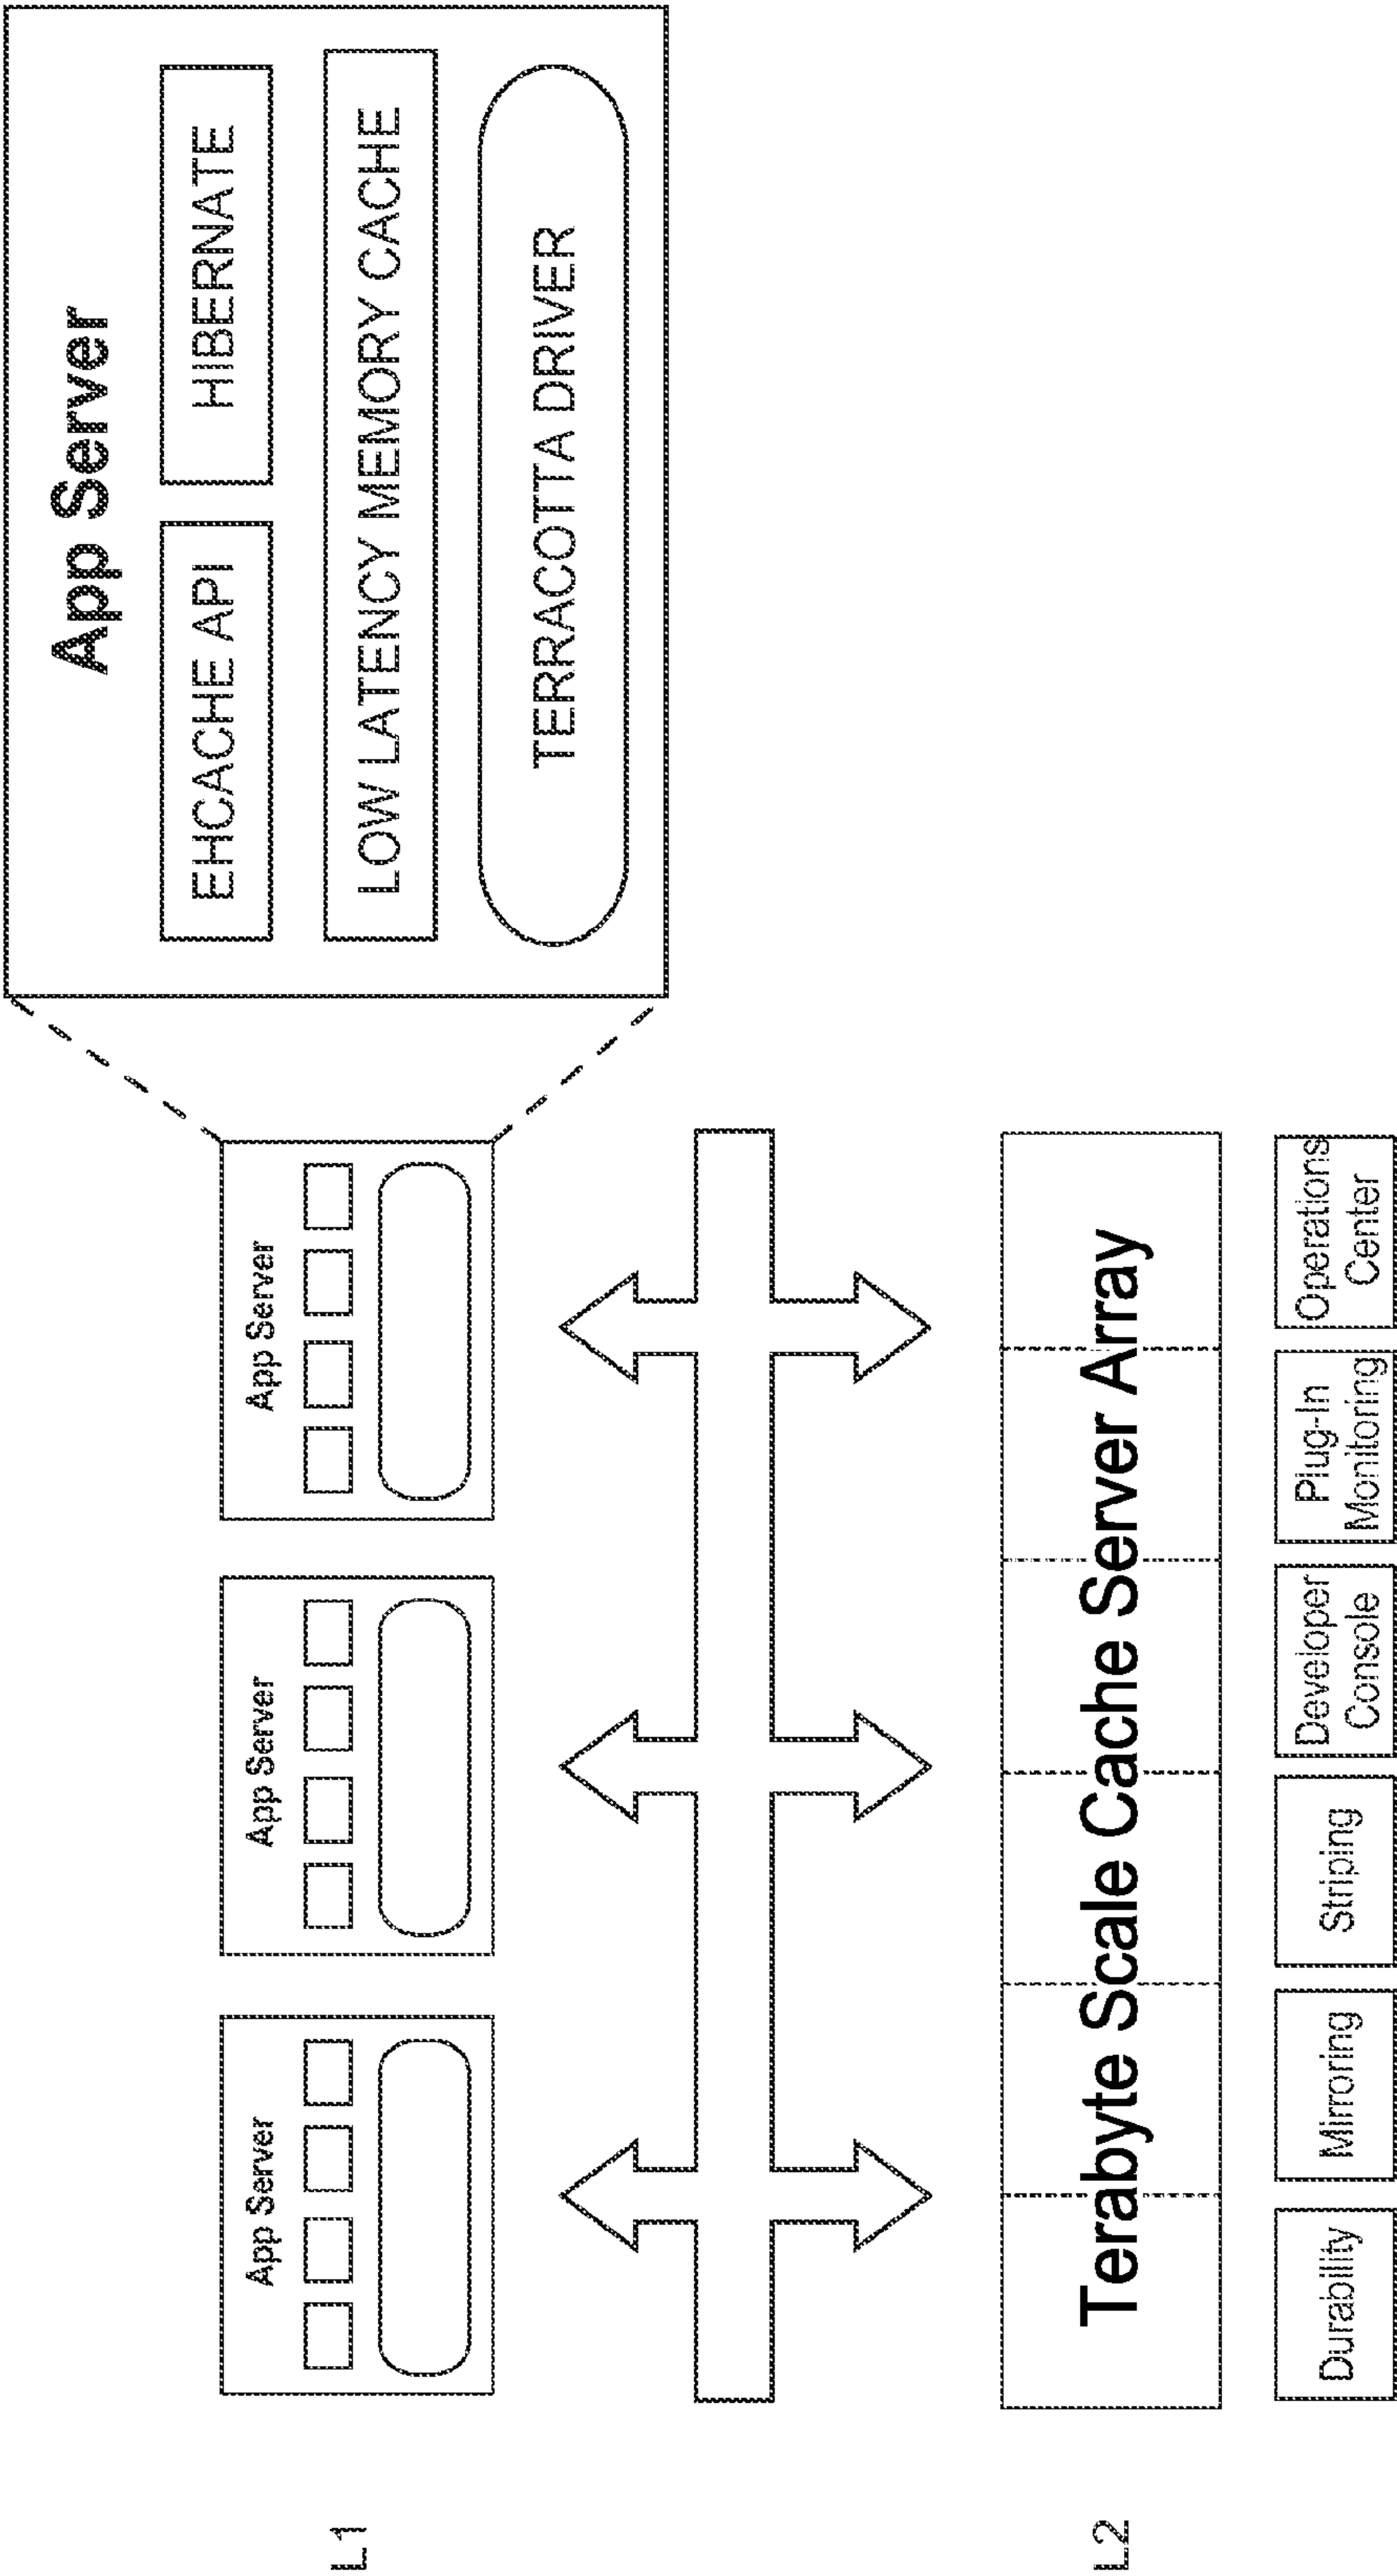 L1
App Server
App Server
App Server
App Server
EHCACHE API
HIBERNATE
LOW LATENCY MEMORY CACHE
TERRACOTTA DRIVER
L2
Terabyte Scale Cache Server Array
Durability
Mirroring
Striping
Developer
Console
Plug-In
Monitoring
Operations
Center